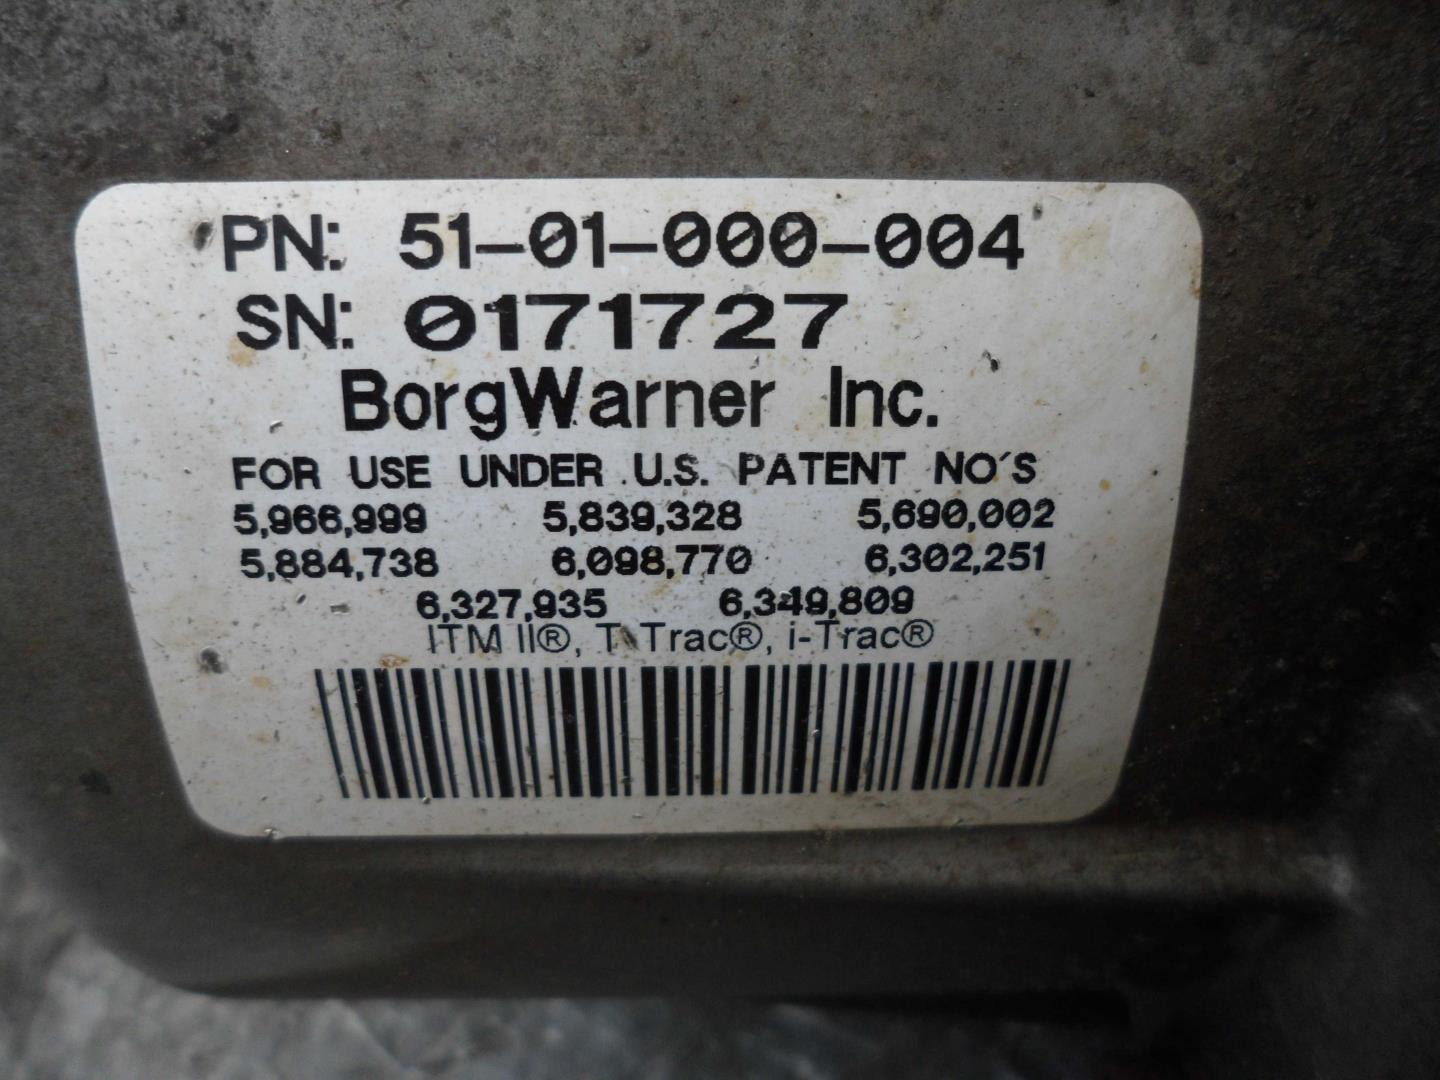 PN: 51-01-000-004
SN: 0171727
BorgWarner Inc.
FOR USE UNDER U.S. PATENT NO'S
5,966,999 5,839,328 5,690,002
5,884,738 6,098,770 6,302,251
6,327,935 6,349,809
ITM II®, T Trac®, i-Trac®